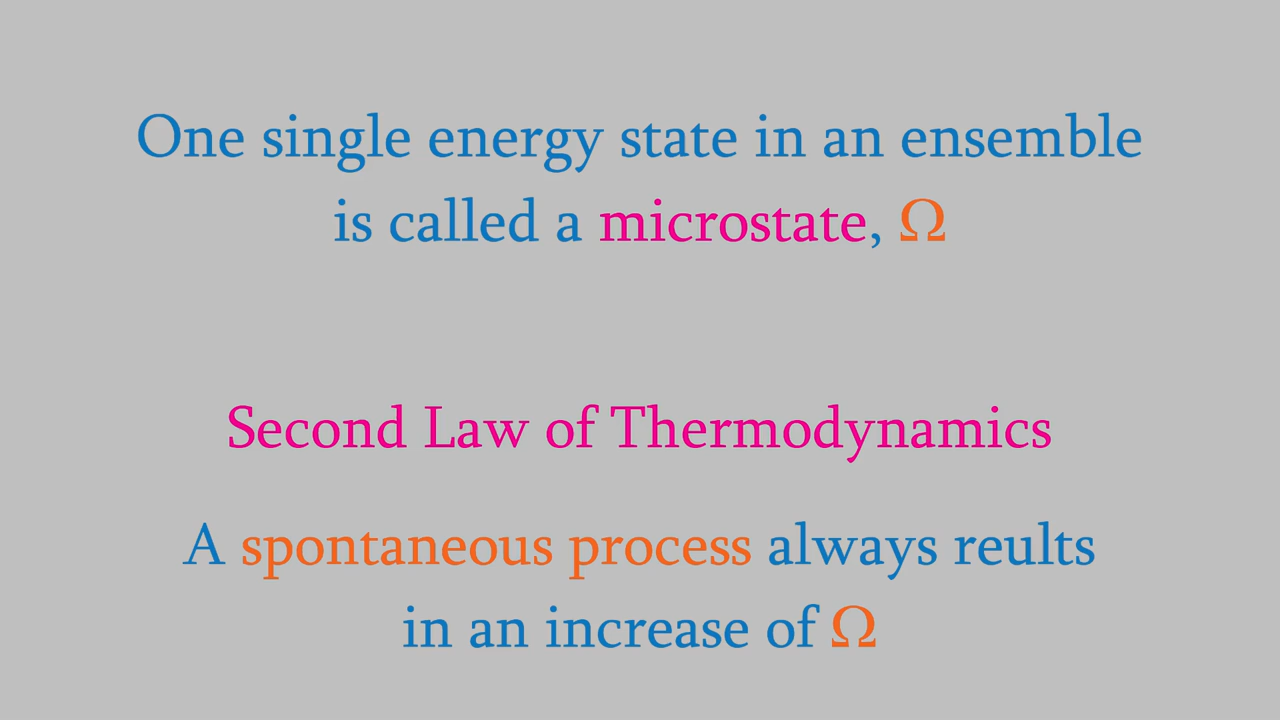 One single energy state in an ensemble
is called a microstate, Ω
Second Law of Thermodynamics
A spontaneous process always reults
in an increase of Ω